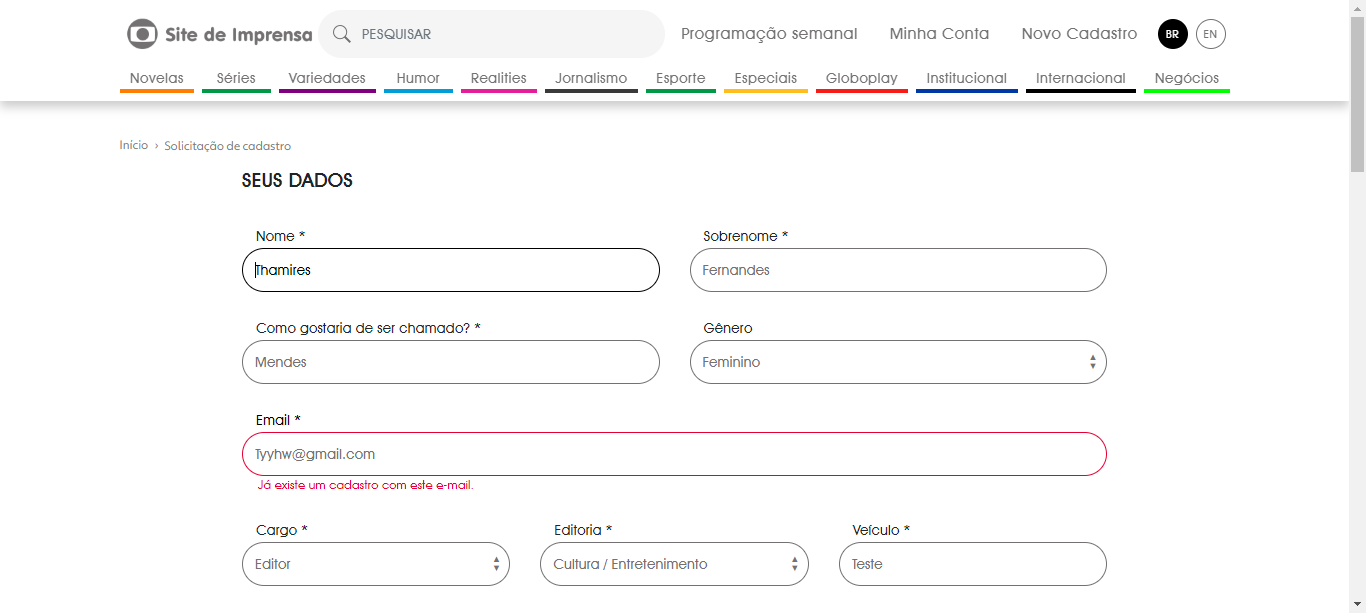 Site de Imprensa PESQUISAR Programação semanal Minha Conta Novo Cadastro BR EN
Novelas Séries Variedades Humor Realities Jornalismo Esporte Especiais Globoplay Institucional Internacional Negócios
Início › Solicitação de cadastro
SEUS DADOS
Nome * Sobrenome *
Thamires Fernandes
Como gostaria de ser chamado? * Gênero
Mendes Feminino
Email *
Tyyhw@gmail.com
Já existe um cadastro com este e-mail.
Cargo * Editoria * Veículo *
Editor Cultura / Entretenimento Teste